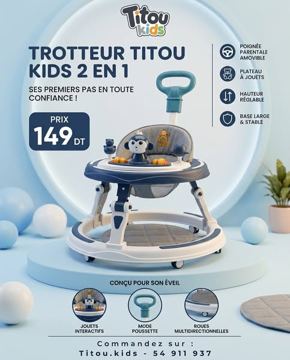 Titou
kids
TROTTEUR TITOU
KIDS 2 EN 1
SES PREMIERS PAS EN TOUTE
CONFIANCE !
PRIX
149 DT
POIGNÉE
PARENTALE
AMOVIBLE
PLATEAU
À JOUETS
HAUTEUR
RÉGLABLE
BASE LARGE
& STABLE
CONÇU POUR SON ÉVEIL
JOUETS
INTERACTIFS
MODE
POUSSETTE
ROUES
MULTIDIRECTIONNELLES
Commandez sur :
Titou.kids - 54 911 937